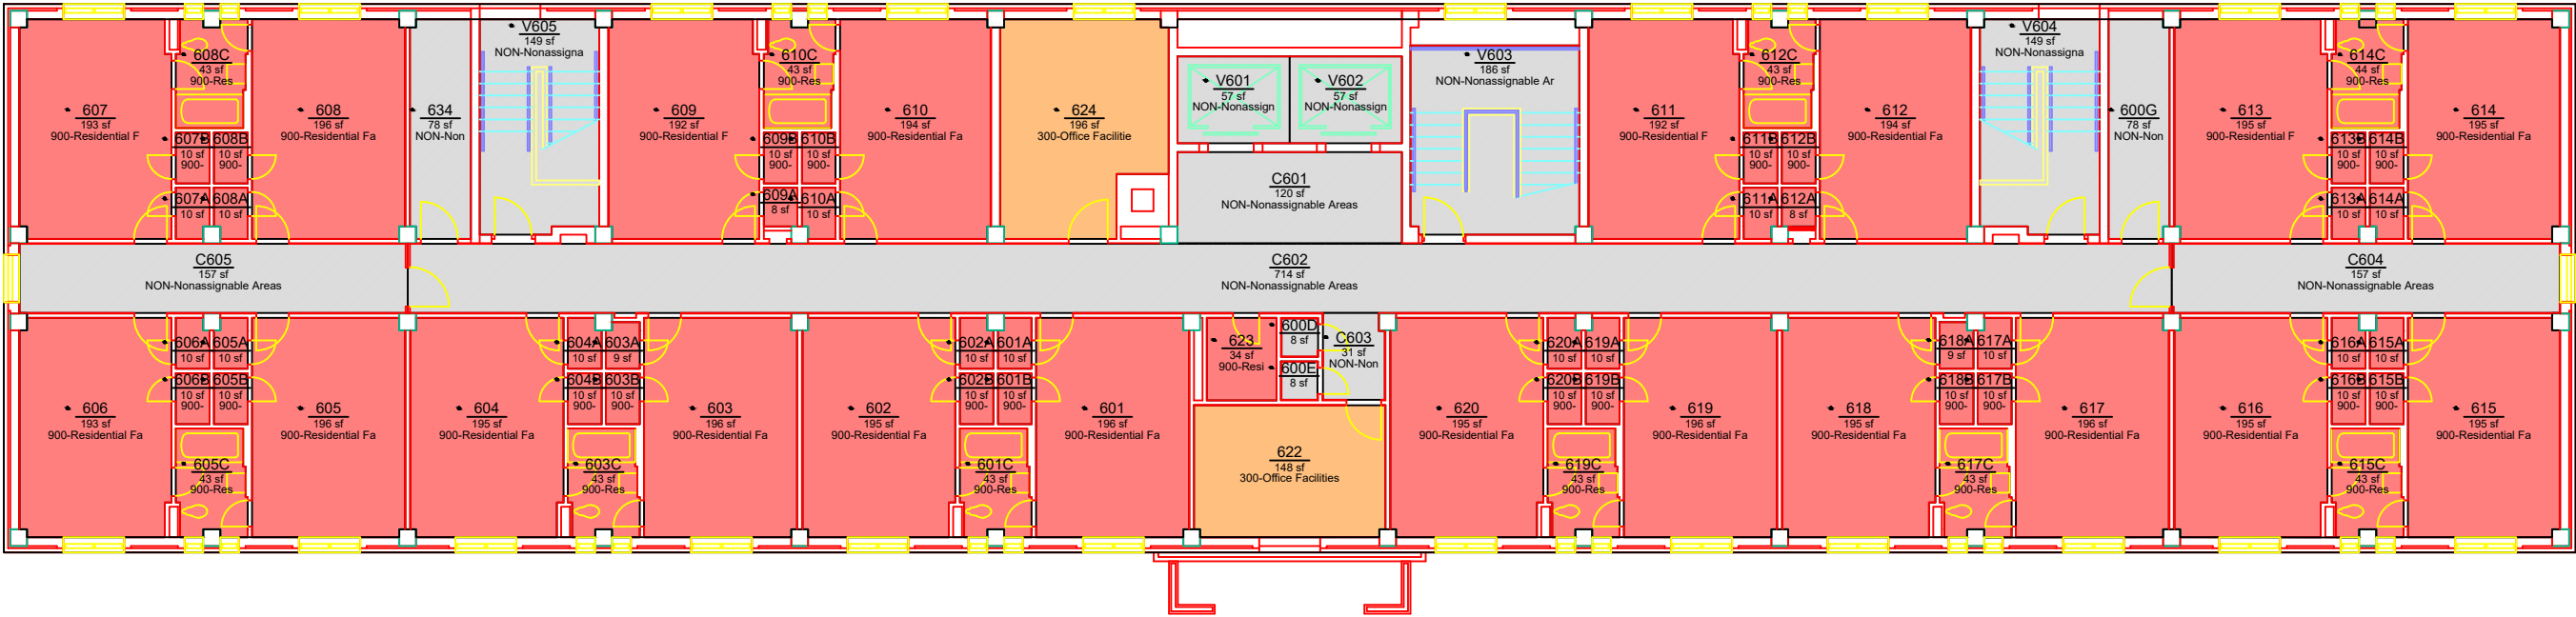 607
193 sf
900-Residential F
608C
43 sf
900-Res
607B
10 sf
900-
608B
10 sf
900-
607A
10 sf
608A
10 sf
608
196 sf
900-Residential Fa
634
78 sf
NON-Non
V605
149 sf
NON-Nonassigna
609
192 sf
900-Residential F
610C
43 sf
900-Res
609B
10 sf
900-
610B
10 sf
900-
609A
8 sf
610A
10 sf
610
194 sf
900-Residential Fa
624
196 sf
300-Office Facilitie
V601
57 sf
NON-Nonassign
V602
57 sf
NON-Nonassign
C601
120 sf
NON-Nonassignable Areas
V603
186 sf
NON-Nonassignable Ar
611
192 sf
900-Residential F
612C
43 sf
900-Res
611B
10 sf
900-
612B
10 sf
900-
611A
10 sf
612A
8 sf
612
194 sf
900-Residential Fa
V604
149 sf
NON-Nonassigna
600G
78 sf
NON-Non
613
195 sf
900-Residential F
614C
44 sf
900-Res
613B
10 sf
900-
614B
10 sf
900-
613A
10 sf
614A
10 sf
614
195 sf
900-Residential Fa
C605
157 sf
NON-Nonassignable Areas
C602
714 sf
NON-Nonassignable Areas
C604
157 sf
NON-Nonassignable Areas
606
193 sf
900-Residential Fa
606A
10 sf
605A
10 sf
606B
10 sf
900-
605B
10 sf
900-
605C
43 sf
900-Res
605
196 sf
900-Residential Fa
604
195 sf
900-Residential Fa
604A
10 sf
603A
9 sf
604B
10 sf
900-
603B
10 sf
900-
603C
43 sf
900-Res
603
196 sf
900-Residential Fa
602
195 sf
900-Residential Fa
602A
10 sf
601A
10 sf
602B
10 sf
900-
601B
10 sf
900-
601C
43 sf
900-Res
601
196 sf
900-Residential Fa
623
34 sf
900-Resi
600D
8 sf
600E
8 sf
C603
31 sf
NON-Non
622
148 sf
300-Office Facilities
620
195 sf
900-Residential Fa
620A
10 sf
619A
10 sf
620B
10 sf
900-
619B
10 sf
900-
619C
43 sf
900-Res
619
196 sf
900-Residential Fa
618
195 sf
900-Residential Fa
618A
9 sf
617A
10 sf
618B
10 sf
900-
617B
10 sf
900-
617C
43 sf
900-Res
617
196 sf
900-Residential Fa
616
195 sf
900-Residential Fa
616A
10 sf
615A
10 sf
616B
10 sf
900-
615B
10 sf
900-
615C
43 sf
900-Res
615
195 sf
900-Residential Fa